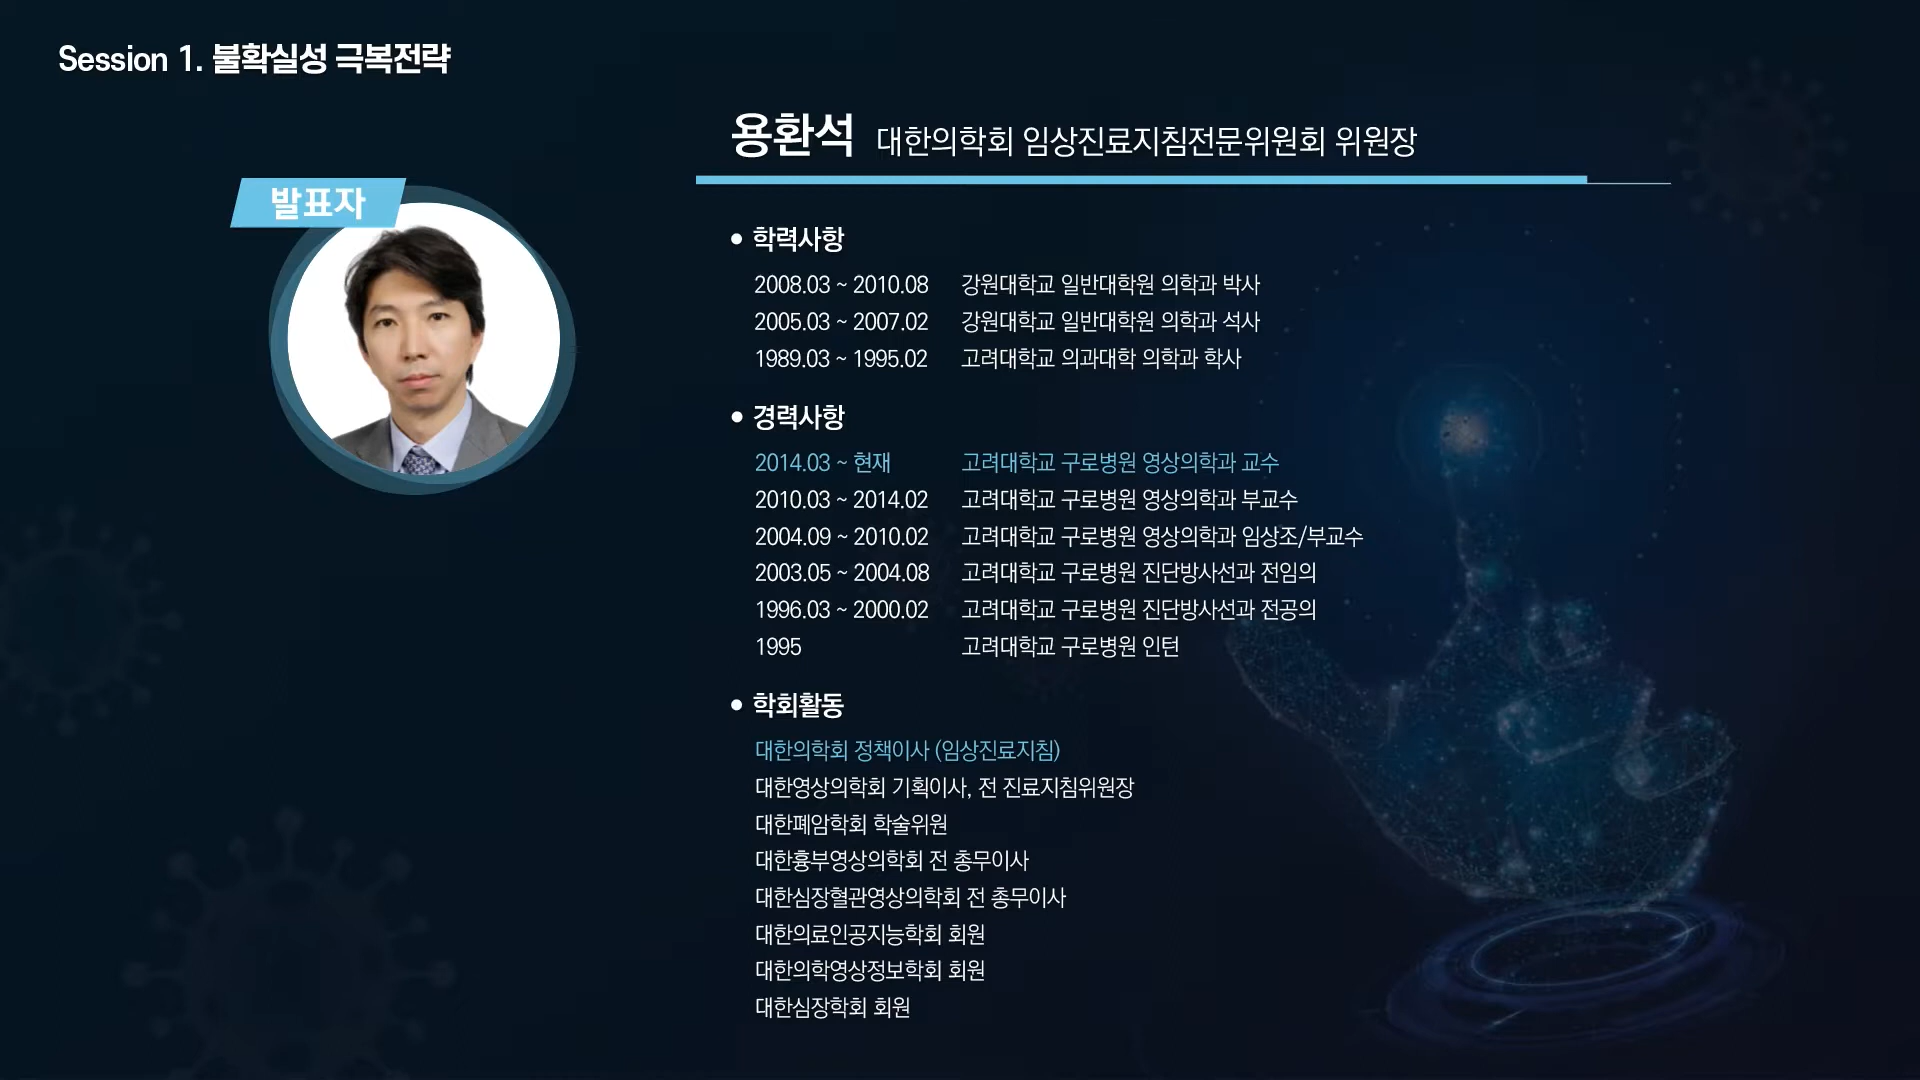 Session 1. 불확실성 극복전략
발표자
용환석 대한의학회 임상진료지침전문위원회 위원장
• 학력사항
2008.03 ~ 2010.08 강원대학교 일반대학원 의학과 박사
2005.03 ~ 2007.02 강원대학교 일반대학원 의학과 석사
1989.03 ~ 1995.02 고려대학교 의과대학 의학과 학사
• 경력사항
2014.03 ~ 현재 고려대학교 구로병원 영상의학과 교수
2010.03 ~ 2014.02 고려대학교 구로병원 영상의학과 부교수
2004.09 ~ 2010.02 고려대학교 구로병원 영상의학과 임상조/부교수
2003.05 ~ 2004.08 고려대학교 구로병원 진단방사선과 전임의
1996.03 ~ 2000.02 고려대학교 구로병원 진단방사선과 전공의
1995 고려대학교 구로병원 인턴
• 학회활동
대한의학회 정책이사 (임상진료지침)
대한영상의학회 기획이사, 전 진료지침위원장
대한폐암학회 학술위원
대한흉부영상의학회 전 총무이사
대한심장혈관영상의학회 전 총무이사
대한의료인공지능학회 회원
대한의학영상정보학회 회원
대한심장학회 회원